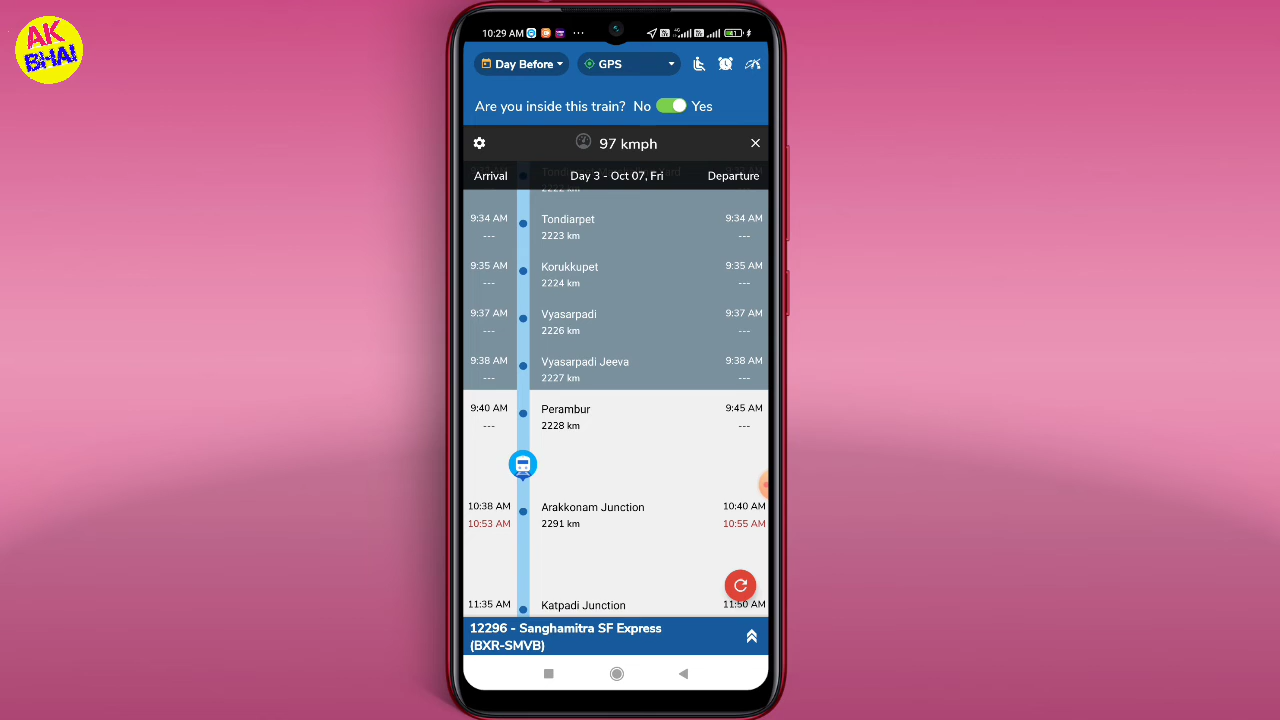 AK
BHAI
10:29 AM
Day Before
GPS
Are you inside this train? No Yes
97 kmph
Arrival Day 3 - Oct 07, Fri Departure
2222 km
9:34 AM Tondiarpet 9:34 AM
--- 2223 km ---
9:35 AM Korukkupet 9:35 AM
--- 2224 km ---
9:37 AM Vyasarpadi 9:37 AM
--- 2226 km ---
9:38 AM Vyasarpadi Jeeva 9:38 AM
--- 2227 km ---
9:40 AM Perambur 9:45 AM
--- 2228 km ---
10:38 AM Arakkonam Junction 10:40 AM
10:53 AM 2291 km 10:55 AM
11:35 AM Katpadi Junction 11:50 AM
12296 - Sanghamitra SF Express
(BXR-SMVB)